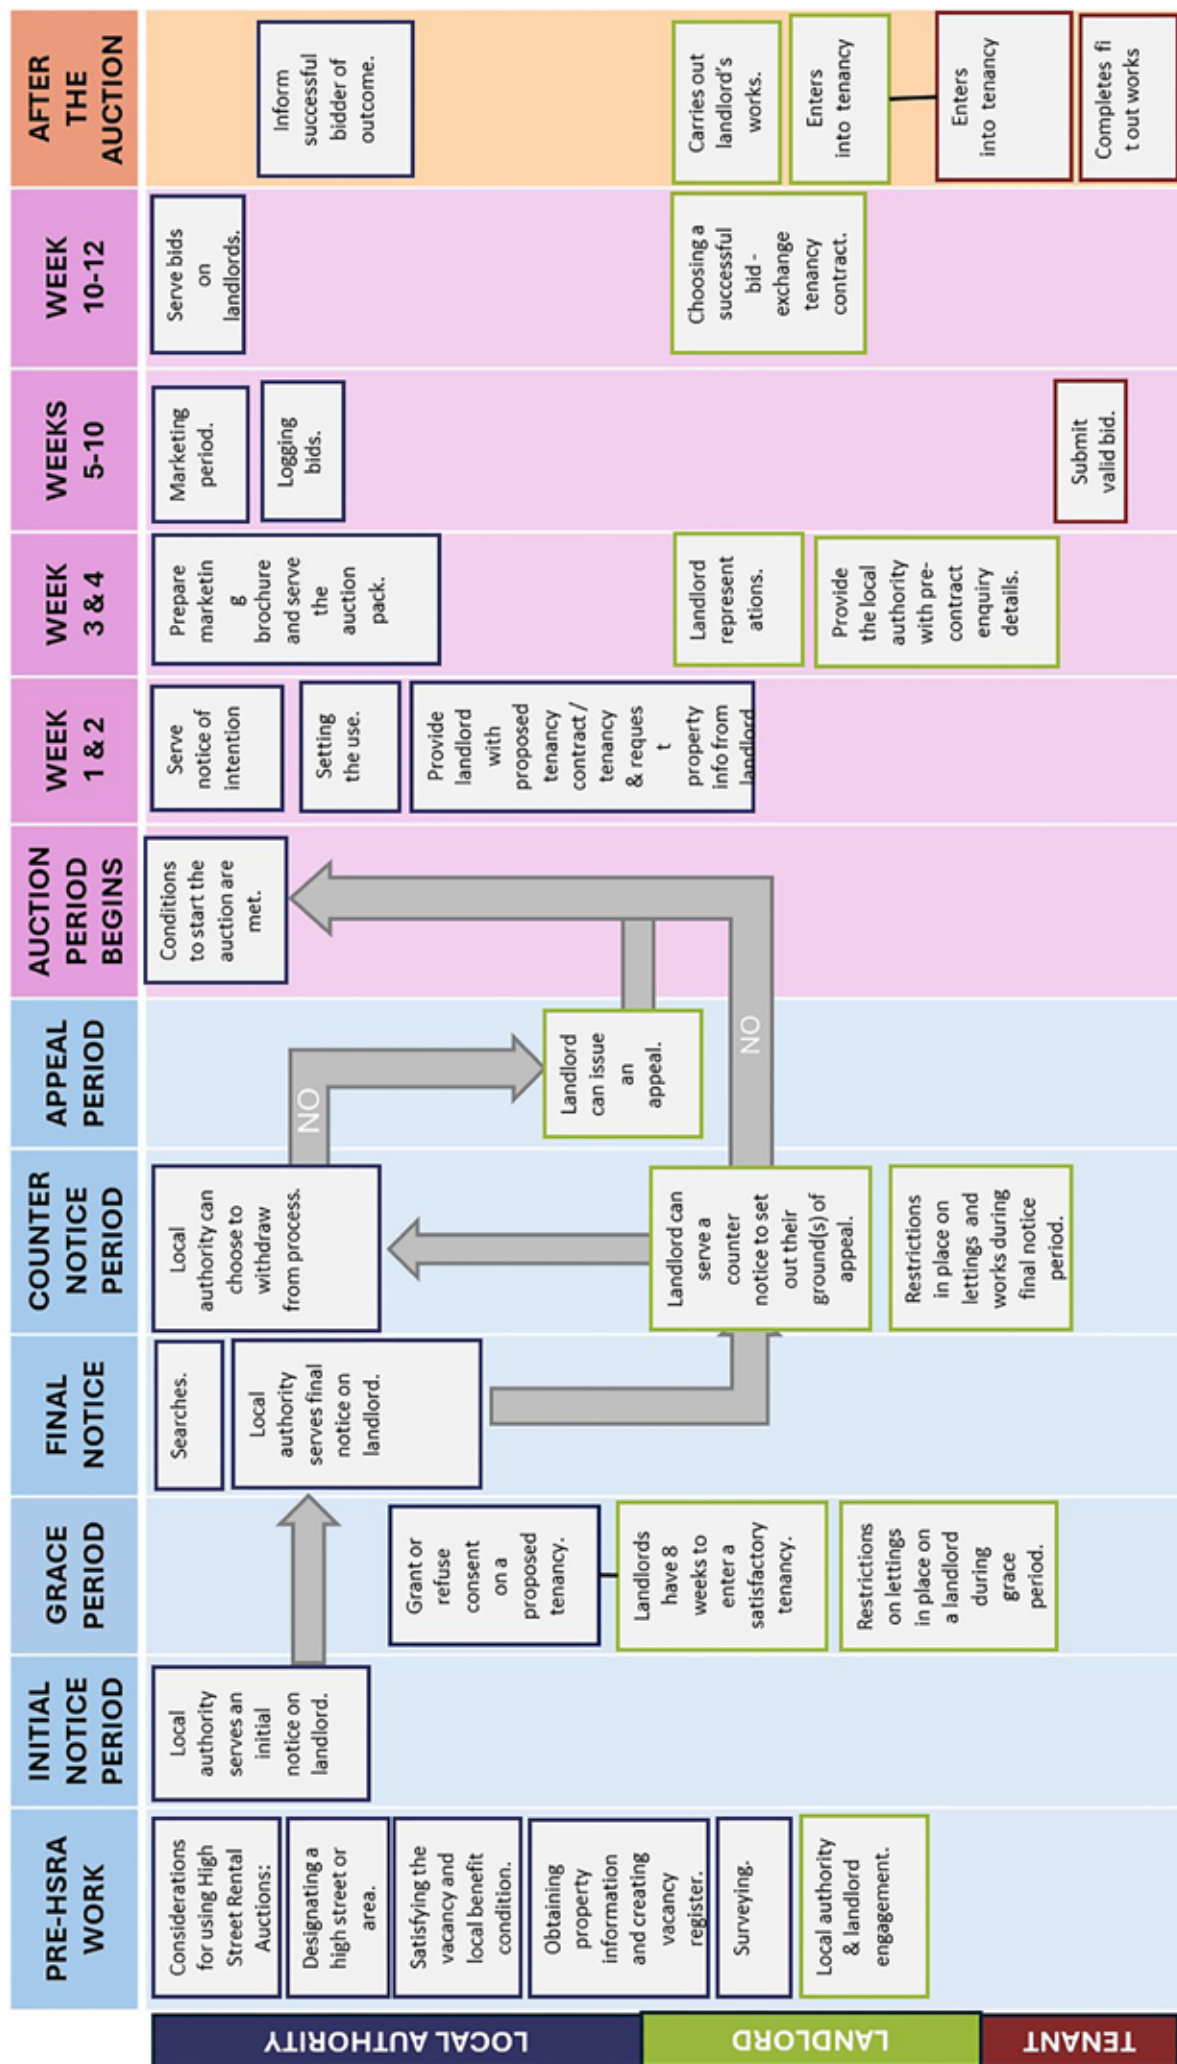 PRE-HSRA
WORK
INITIAL
NOTICE
PERIOD
GRACE
PERIOD
FINAL
NOTICE
COUNTER
NOTICE
PERIOD
APPEAL
PERIOD
AUCTION
PERIOD
BEGINS
WEEK
1 & 2
WEEK
3 & 4
WEEKS
5-10
WEEK
10-12
AFTER
THE
AUCTION
LOCAL AUTHORITY
Considerations
for using High
Street Rental
Auctions:
Designating a
high street or
area.
Satisfying the
vacancy and
local benefit
condition.
Obtaining
property
information
and creating
vacancy
register.
Surveying.
Local
authority
serves an
initial
notice on
landlord.
Grant or
refuse
consent
on a
proposed
tenancy.
Searches.
Local
authority
serves final
notice on
landlord.
Local
authority can
choose to
withdraw
from process.
NO
Conditions
to start the
auction are
met.
Serve
notice of
intention
Setting
the use.
Provide
landlord
with
proposed
tenancy
contract /
tenancy
& reques
t
property
info from
landlord
Prepare
marketin
g
brochure
and serve
the
auction
pack.
Marketing
period.
Logging
bids.
Serve bids
on
landlords.
Inform
successful
bidder of
outcome.
LANDLORD
Local authority
& landlord
engagement.
Landlords
have 8
weeks to
enter a
satisfactory
tenancy.
Restrictions
on lettings
in place on
a landlord
during
grace
period.
Landlord can
serve a
counter
notice to set
out their
ground(s) of
appeal.
Restrictions
in place on
lettings and
works during
final notice
period.
Landlord
can issue
an
appeal.
NO
Landlord
represent
ations.
Provide
the local
authority
with pre-
contract
enquiry
details.
Choosing a
successful
bid -
exchange
tenancy
contract.
Carries out
landlord's
works.
Enters
into tenancy
TENANT
Submit
valid bid.
Enters
into tenancy
Completes fi
t out works